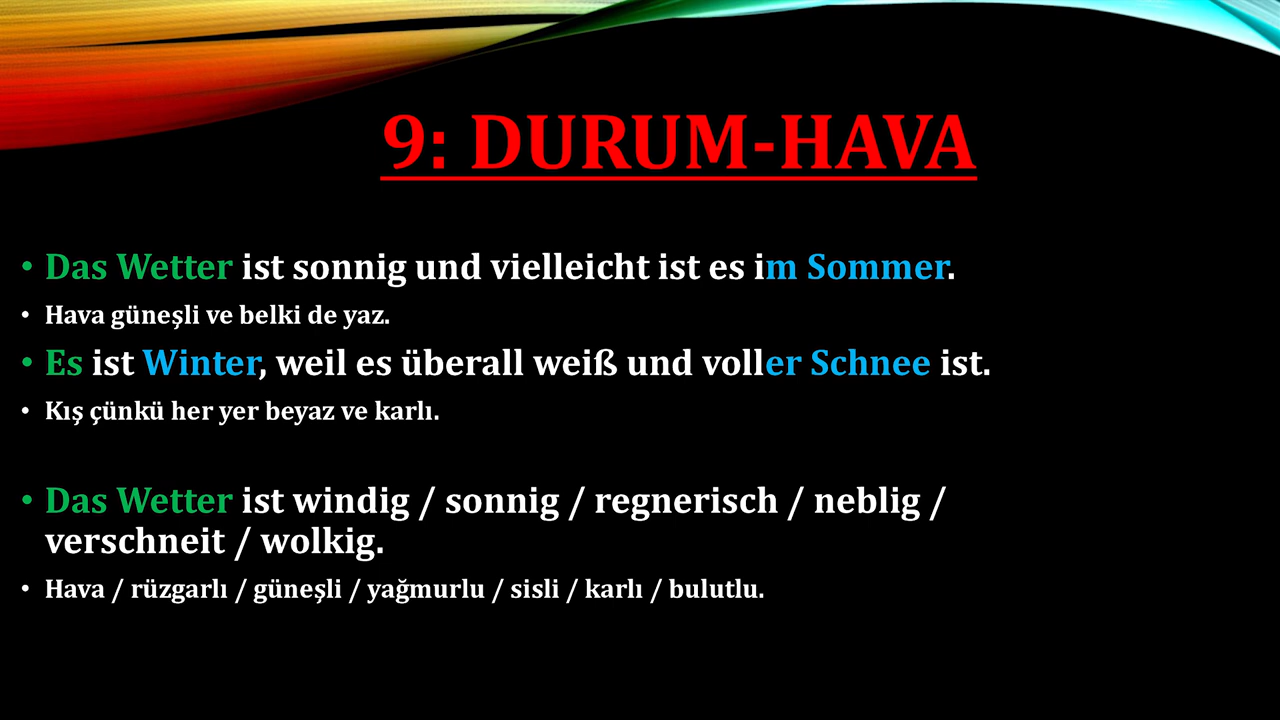 9: DURUM-HAVA
• Das Wetter ist sonnig und vielleicht ist es im Sommer.
• Hava güneşli ve belki de yaz.
• Es ist Winter, weil es überall weiß und voller Schnee ist.
• Kış çünkü her yer beyaz ve karlı.
• Das Wetter ist windig / sonnig / regnerisch / neblig /
verschneit / wolkig.
• Hava / rüzgarlı / güneşli / yağmurlu / sisli / karlı / bulutlu.